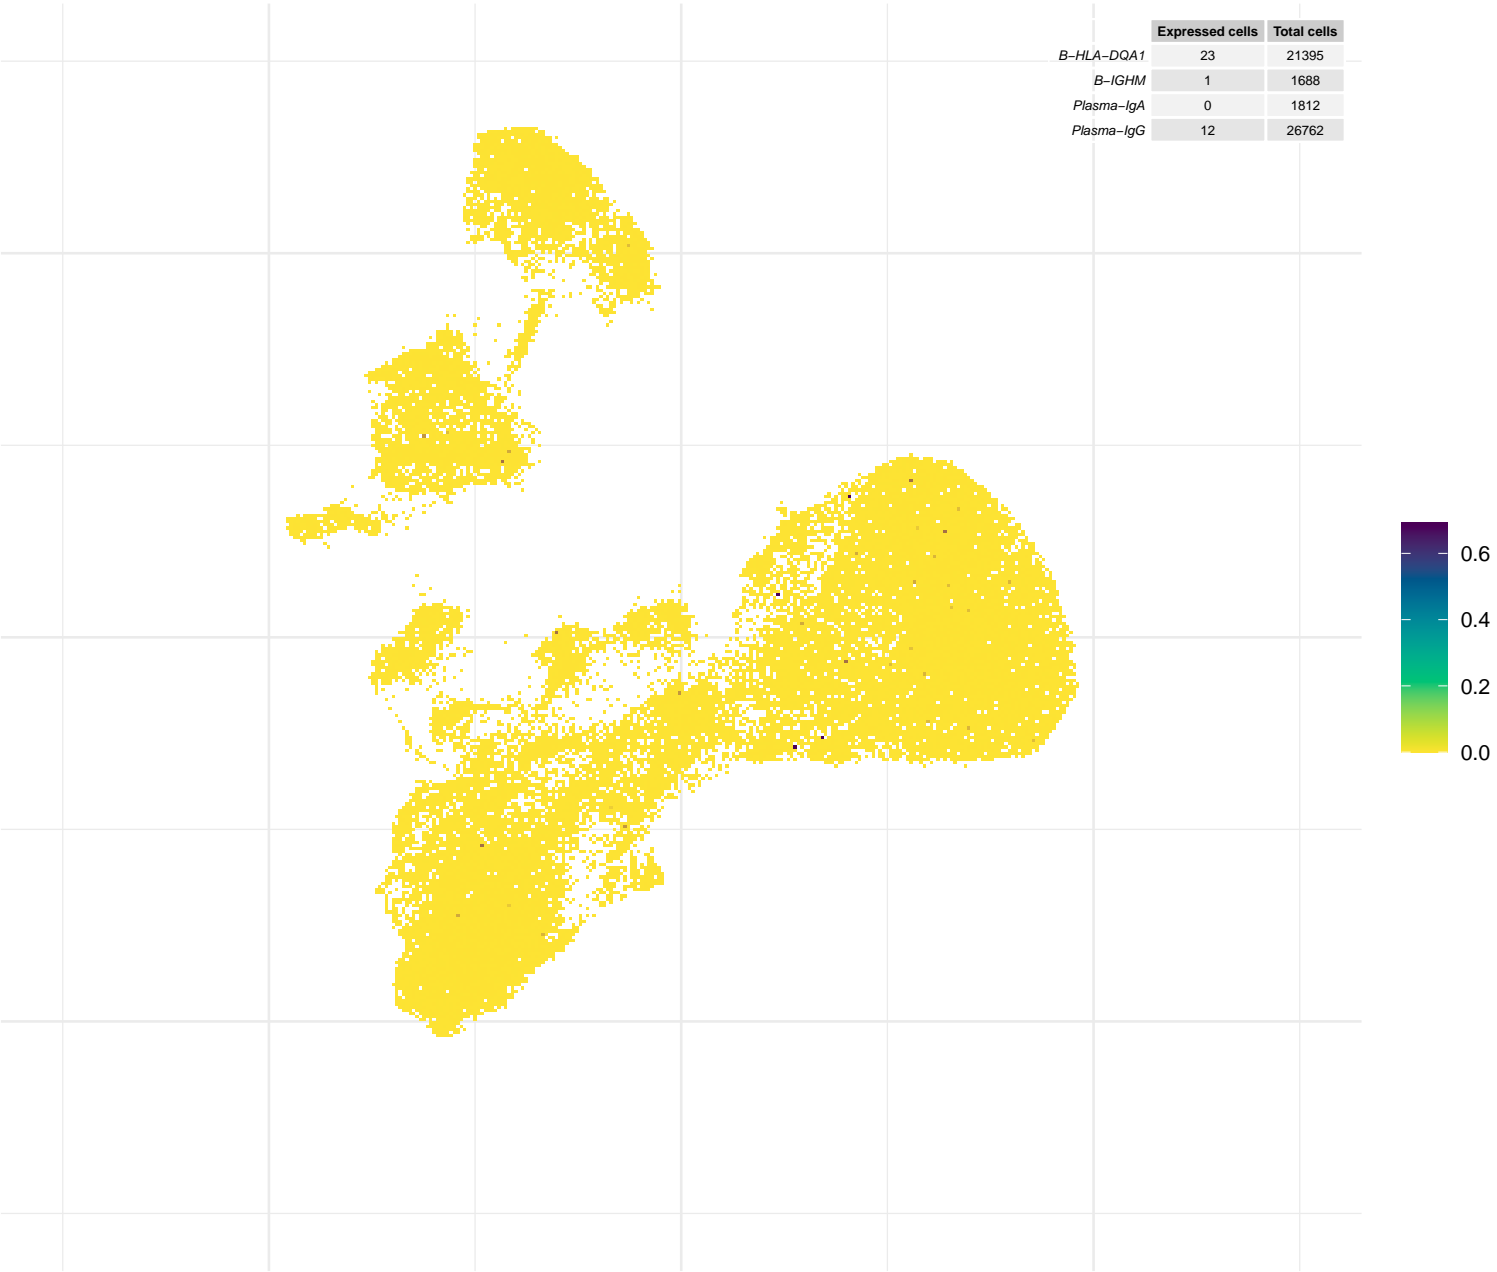 Expressed cells Total cells
B−HLA−DQA1 23 21395
B−IGHM 1 1688
Plasma−IgA 0 1812
Plasma−IgG 12 26762
0.6
0.4
0.2
0.0